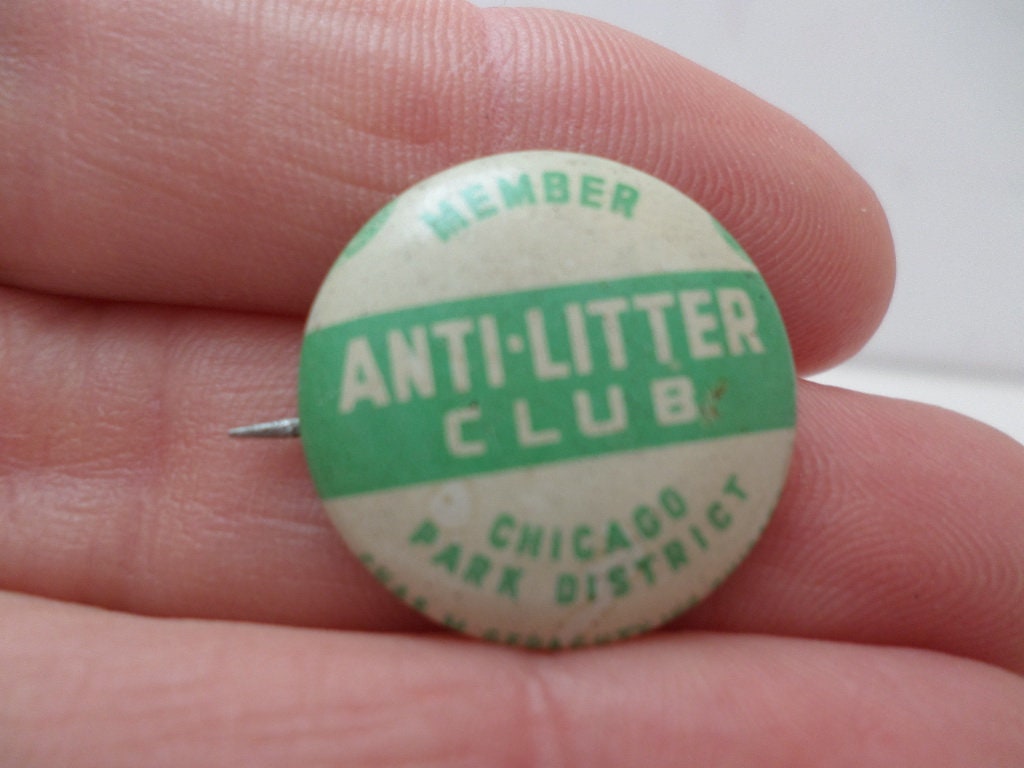 MEMBER
ANTI·LITTER
CLUB
CHICAGO
PARK DISTRICT